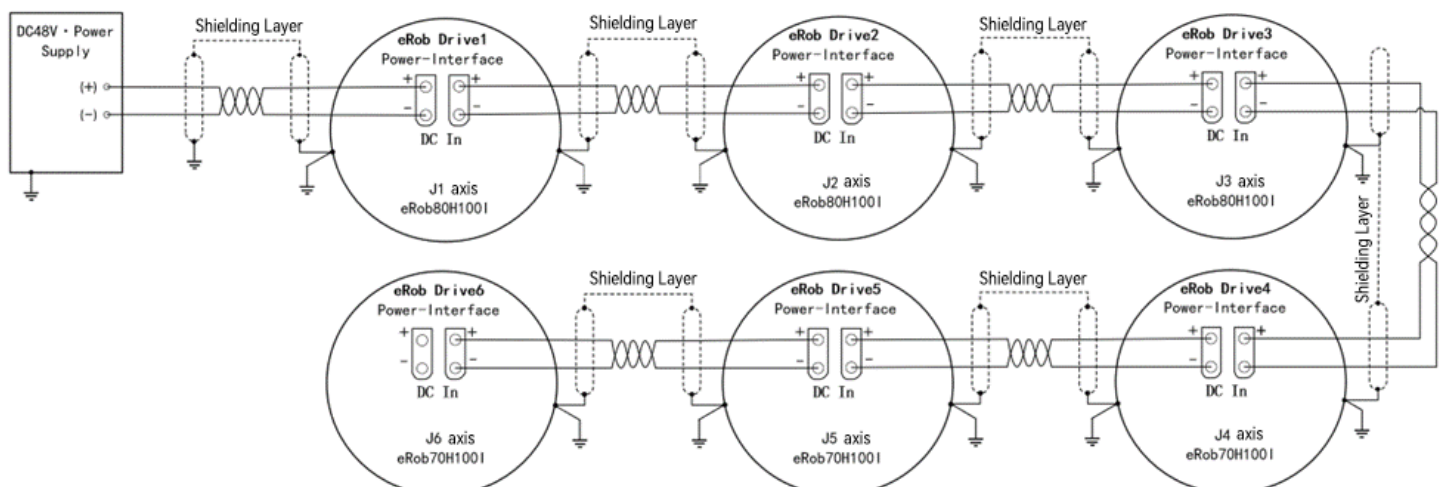 DC48V · Power
Supply
(+)
(-)
Shielding Layer
eRob Drive1
Power-Interface
+ +
- -
DC In
J1 axis
eRob80H100I
Shielding Layer
eRob Drive2
Power-Interface
+ +
- -
DC In
J2 axis
eRob80H100I
Shielding Layer
eRob Drive3
Power-Interface
+ +
- -
DC In
J3 axis
eRob80H100I
Shielding Layer
eRob Drive6
Power-Interface
+ +
- -
DC In
J6 axis
eRob70H100I
Shielding Layer
eRob Drive5
Power-Interface
+ +
- -
DC In
J5 axis
eRob70H100I
Shielding Layer
eRob Drive4
Power-Interface
+ +
- -
DC In
J4 axis
eRob70H100I